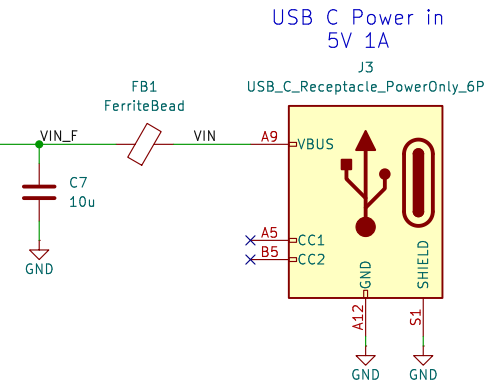 USB C Power in
5V 1A
J3
USB_C_Receptacle_PowerOnly_6P
FB1
FerriteBead
VIN_F
VIN
A9
VBUS
C7
10u
A5
CC1
B5
CC2
GND
GND
SHIELD
A12
S1
GND
GND